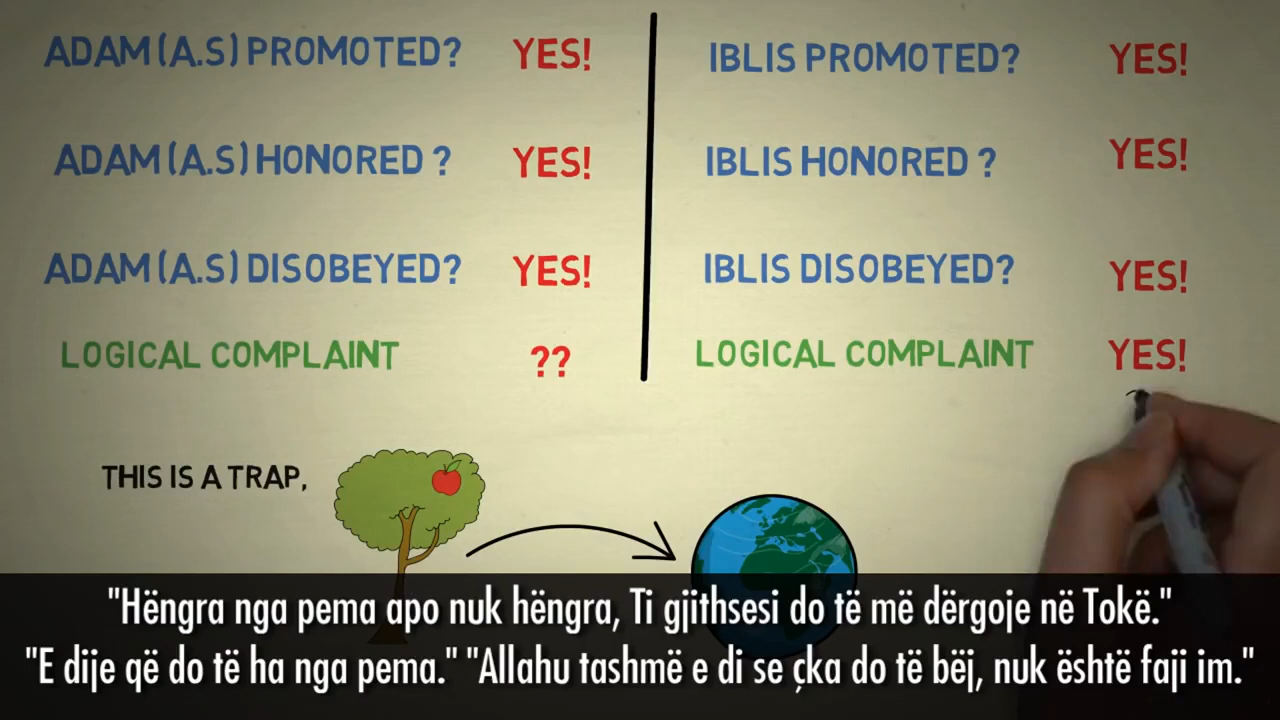 ADAM (A.S) PROMOTED? YES!
ADAM (A.S) HONORED ? YES!
ADAM (A.S) DISOBEYED? YES!
LOGICAL COMPLAINT ??
IBLIS PROMOTED? YES!
IBLIS HONORED ? YES!
IBLIS DISOBEYED? YES!
LOGICAL COMPLAINT YES!
THIS IS A TRAP,
"Hëngra nga pema apo nuk hëngra, Ti gjithsesi do të më dërgoje në Tokë."
"E dije që do të ha nga pema." "Allahu tashmë e di se çka do të bëj, nuk është faji im."